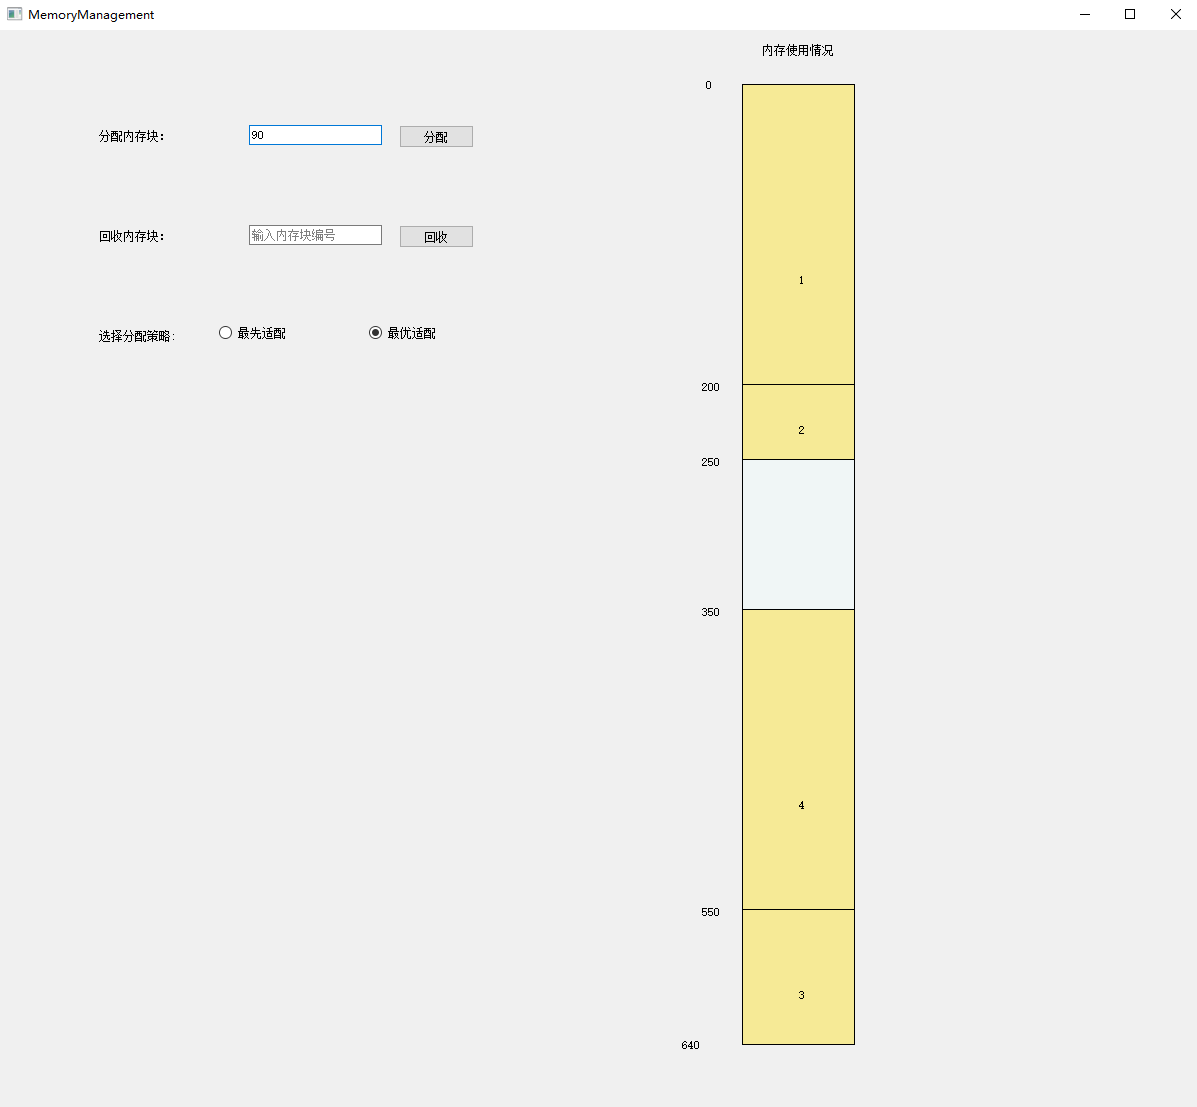 MemoryManagement
内存使用情况
0
分配内存块：
90
分配
回收内存块：
输入内存块编号
回收
1
选择分配策略：
最先适配
最优适配
200
2
250
350
4
550
3
640